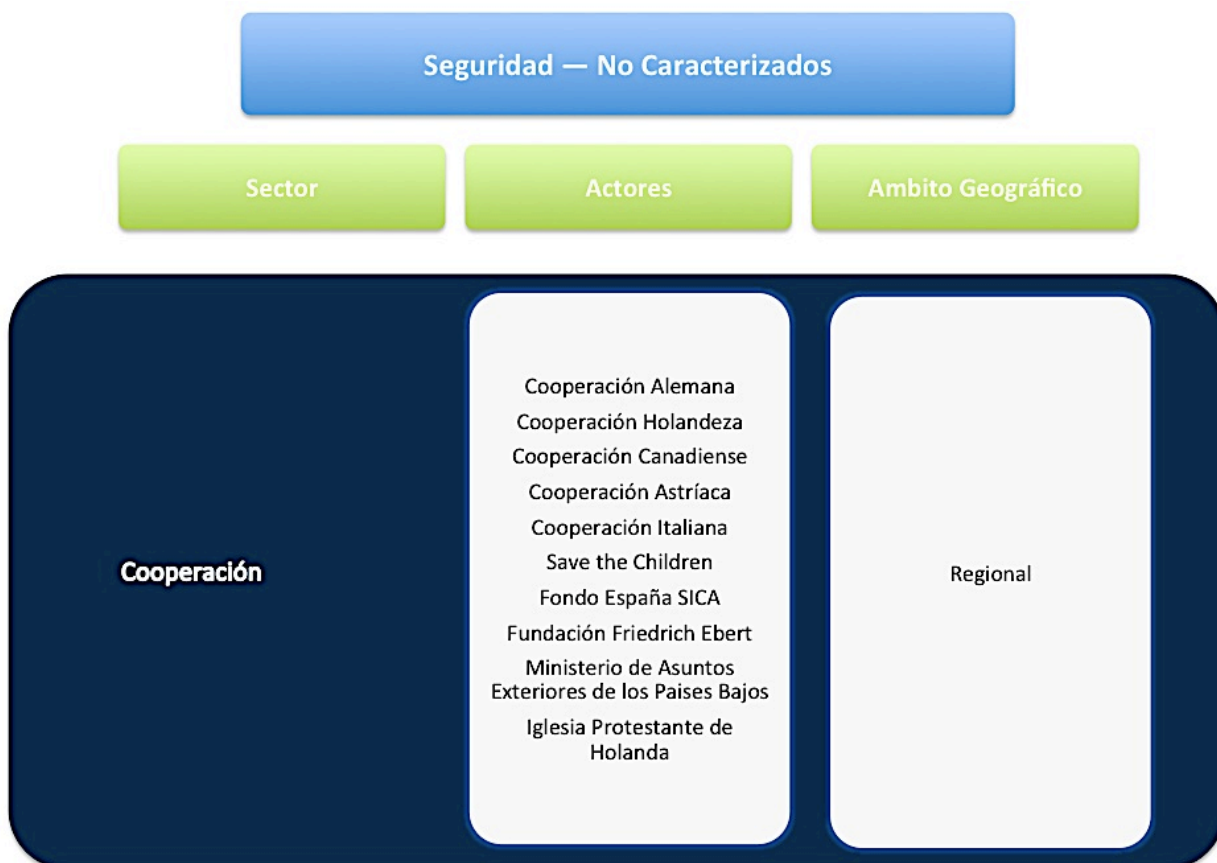 Seguridad — No Caracterizados
Sector
Actores
Ambito Geográfico
Cooperación
Cooperación Alemana
Cooperación Holandeza
Cooperación Canadiense
Cooperación Astríaca
Cooperación Italiana
Save the Children
Fondo España SICA
Fundación Friedrich Ebert
Ministerio de Asuntos
Exteriores de los Paises Bajos
Iglesia Protestante de
Holanda
Regional